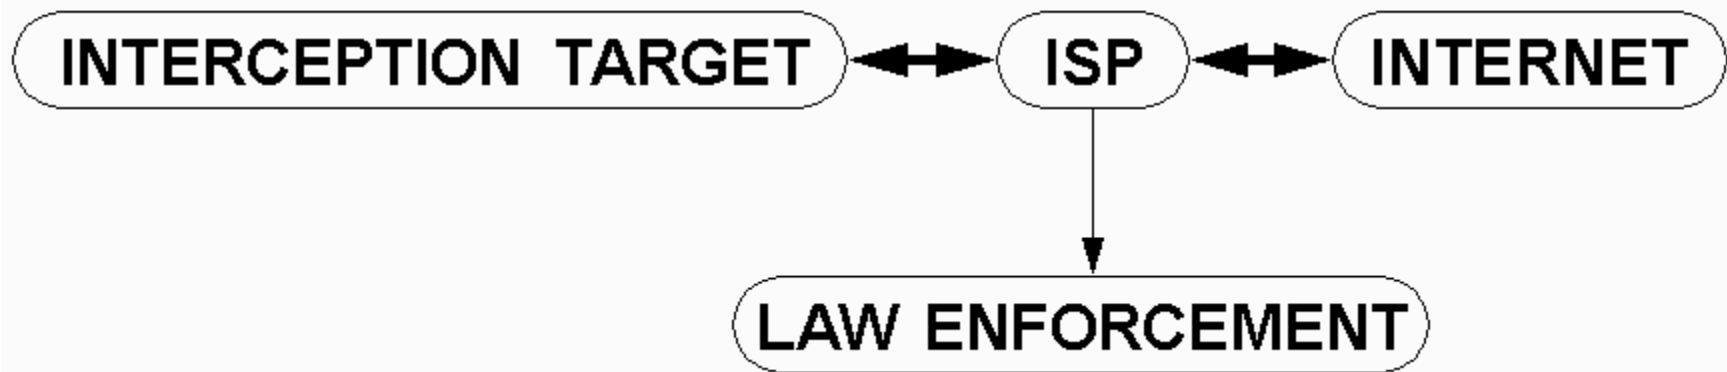 INTERCEPTION TARGET
ISP
INTERNET
LAW ENFORCEMENT